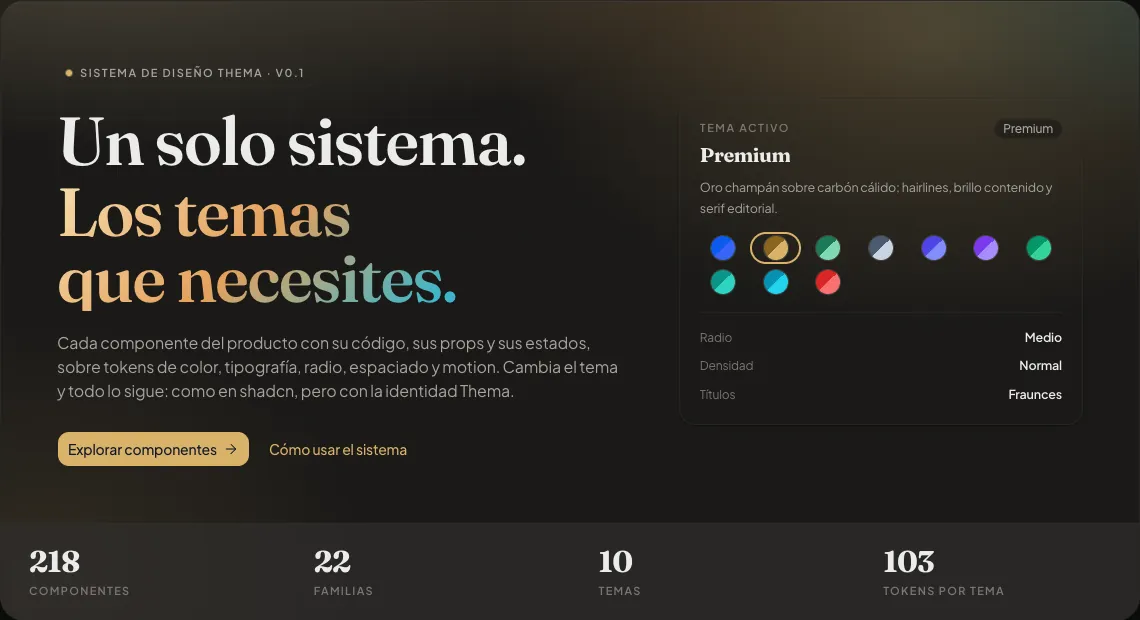 SISTEMA DE DISEÑO THEMA · V0.1
Un solo sistema.
Los temas
que necesites.
Cada componente del producto con su código, sus props y sus estados,
sobre tokens de color, tipografía, radio, espaciado y motion. Cambia el tema
y todo lo sigue: como en shadcn, pero con la identidad Thema.
Explorar componentes →
Cómo usar el sistema
TEMA ACTIVO
Premium
Premium
Oro champán sobre carbón cálido: hairlines, brillo contenido y
serif editorial.
Radio Medio
Densidad Normal
Títulos Fraunces
218
COMPONENTES
22
FAMILIAS
10
TEMAS
103
TOKENS POR TEMA